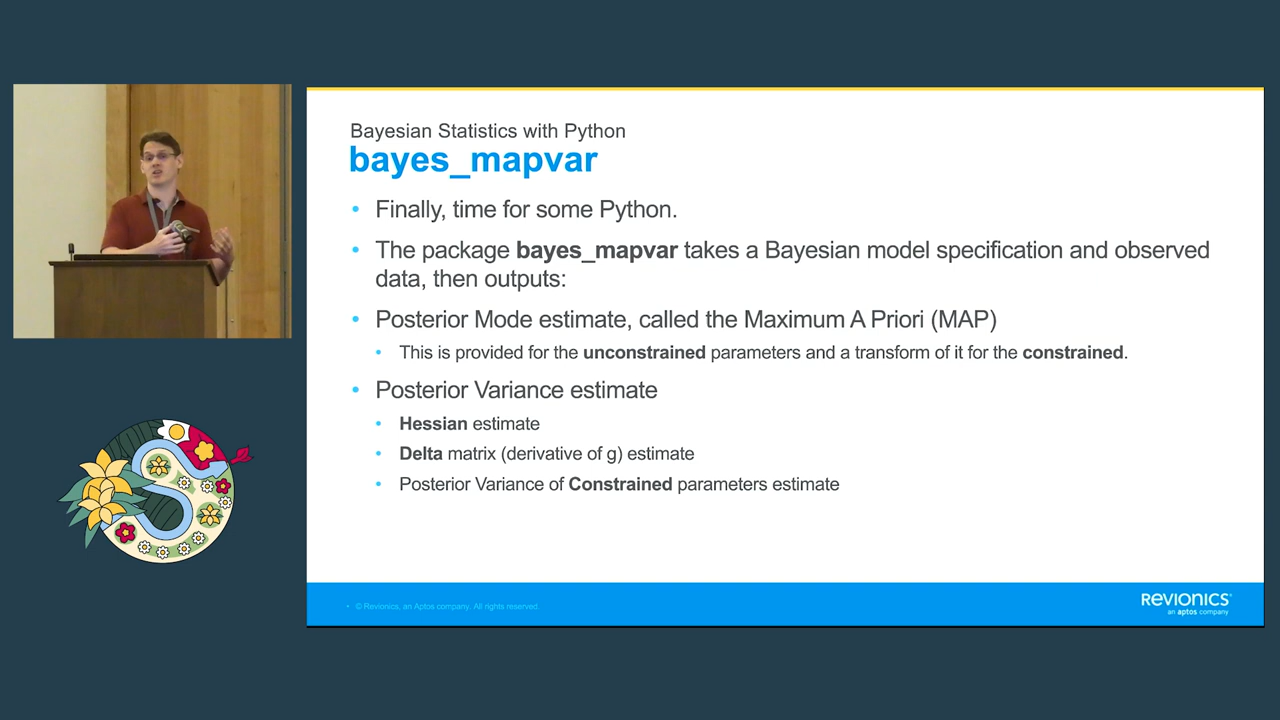 Bayesian Statistics with Python
bayes_mapvar
• Finally, time for some Python.
• The package bayes_mapvar takes a Bayesian model specification and observed
data, then outputs:
• Posterior Mode estimate, called the Maximum A Priori (MAP)
• This is provided for the unconstrained parameters and a transform of it for the constrained.
• Posterior Variance estimate
• Hessian estimate
• Delta matrix (derivative of g) estimate
• Posterior Variance of Constrained parameters estimate
• © Revionics, an Aptos company. All rights reserved.
REVIONICS
an aptos company